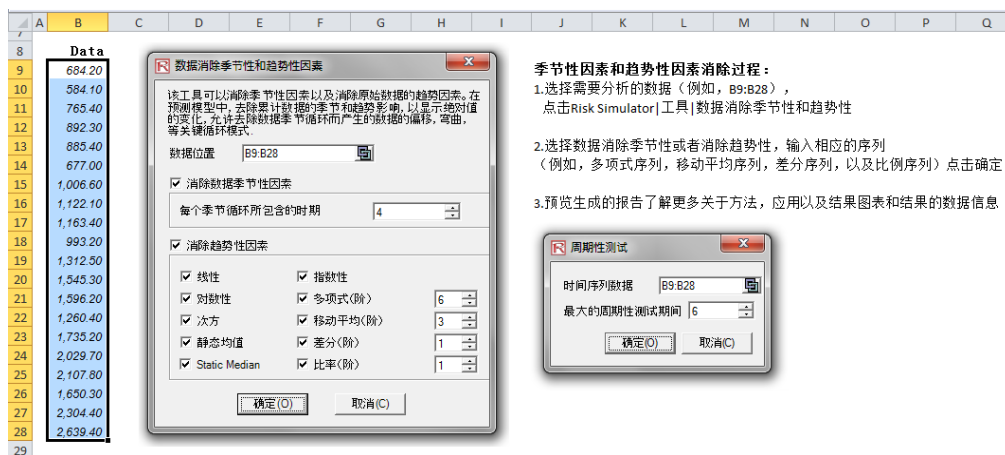 A B C D E F G H I J K L M N O P Q
7
8 Data
9 684.20
10 584.10
11 765.40
12 892.30
13 885.40
14 677.00
15 1,006.60
16 1,122.10
17 1,163.40
18 993.20
19 1,312.50
20 1,545.30
21 1,596.20
22 1,260.40
23 1,735.20
24 2,029.70
25 2,107.80
26 1,650.30
27 2,304.40
28 2,639.40
29
数据消除季节性和趋势性因素
该工具可以消除季节性因素以及消除原始数据的趋势因素。在
预测模型中，去除累计数据的季节和趋势影响，以显示绝对值
的变化，允许去除数据季节循环而产生的数据的偏移，弯曲，
等关键循环模式.
数据位置 B9:B28
消除数据季节性因素
每个季节循环所包含的时期 4
消除趋势性因素
线性 指数性
对数性 多项式(阶) 6
次方 移动平均(阶) 3
静态均值 差分(阶) 1
Static Median 比率(阶) 1
确定(O) 取消(C)
季节性因素和趋势性因素消除过程：
1.选择需要分析的数据（例如，B9:B28），
点击Risk Simulator|工具|数据消除季节性和趋势性
2.选择数据消除季节性或者消除趋势性，输入相应的序列
（例如，多项式序列，移动平均序列，差分序列，以及比例序列）点击确定
3.预览生成的报告了解更多关于方法，应用以及结果图表和结果的数据信息
周期性测试
时间序列数据 B9:B28
最大的周期性测试期间 6
确定(O) 取消(C)